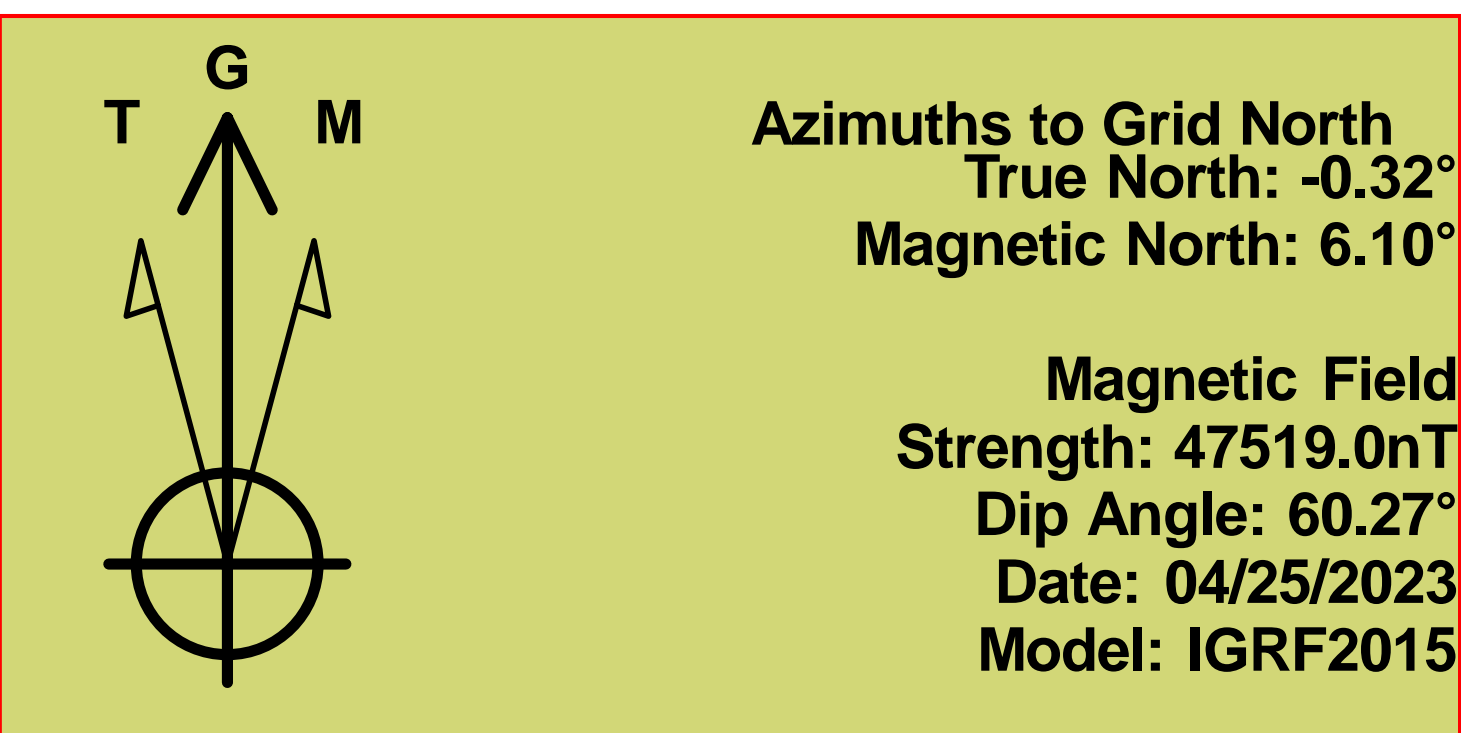 G
T M
Azimuths to Grid North
True North: -0.32°
Magnetic North: 6.10°
Magnetic Field
Strength: 47519.0nT
Dip Angle: 60.27°
Date: 04/25/2023
Model: IGRF2015